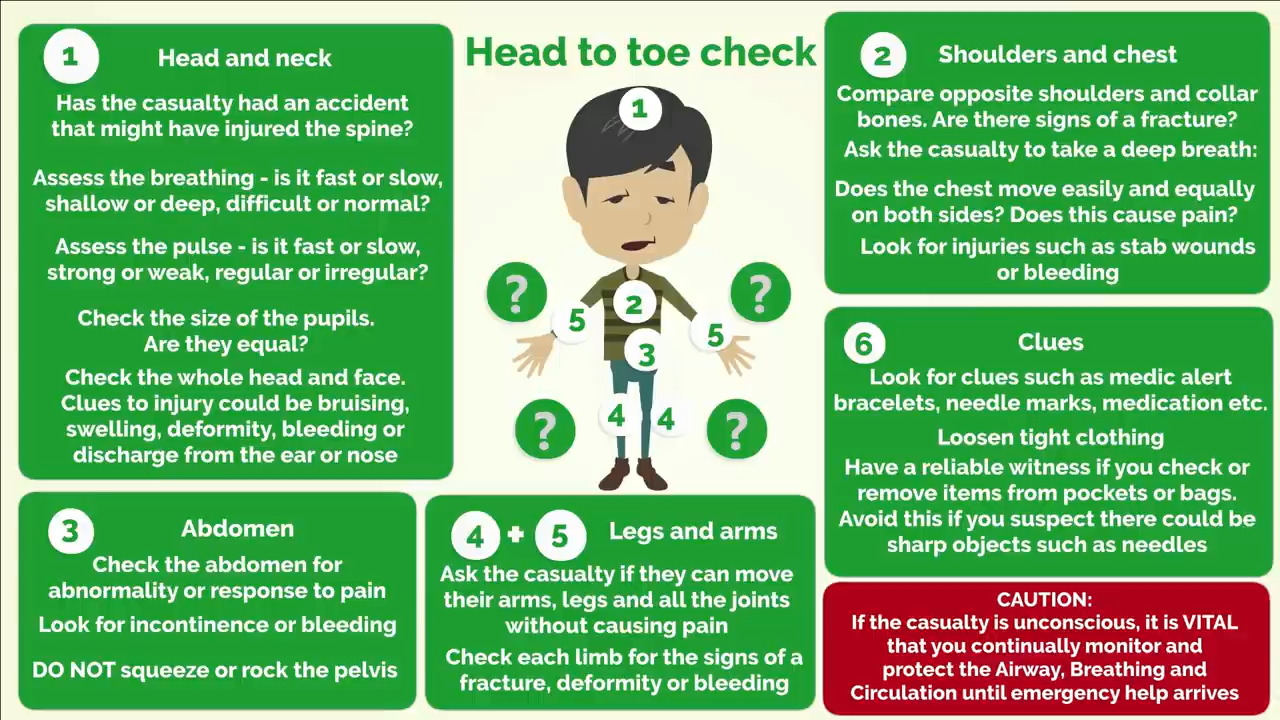 Head to toe check
1 Head and neck
Has the casualty had an accident
that might have injured the spine?
Assess the breathing - is it fast or slow,
shallow or deep, difficult or normal?
Assess the pulse - is it fast or slow,
strong or weak, regular or irregular?
Check the size of the pupils.
Are they equal?
Check the whole head and face.
Clues to injury could be bruising,
swelling, deformity, bleeding or
discharge from the ear or nose
2 Shoulders and chest
Compare opposite shoulders and collar
bones. Are there signs of a fracture?
Ask the casualty to take a deep breath:
Does the chest move easily and equally
on both sides? Does this cause pain?
Look for injuries such as stab wounds
or bleeding
1
? ?
2
5 5
3
4 4
? ?
3 Abdomen
Check the abdomen for
abnormality or response to pain
Look for incontinence or bleeding
DO NOT squeeze or rock the pelvis
4 + 5 Legs and arms
Ask the casualty if they can move
their arms, legs and all the joints
without causing pain
Check each limb for the signs of a
fracture, deformity or bleeding
6 Clues
Look for clues such as medic alert
bracelets, needle marks, medication etc.
Loosen tight clothing
Have a reliable witness if you check or
remove items from pockets or bags.
Avoid this if you suspect there could be
sharp objects such as needles
CAUTION:
If the casualty is unconscious, it is VITAL
that you continually monitor and
protect the Airway, Breathing and
Circulation until emergency help arrives